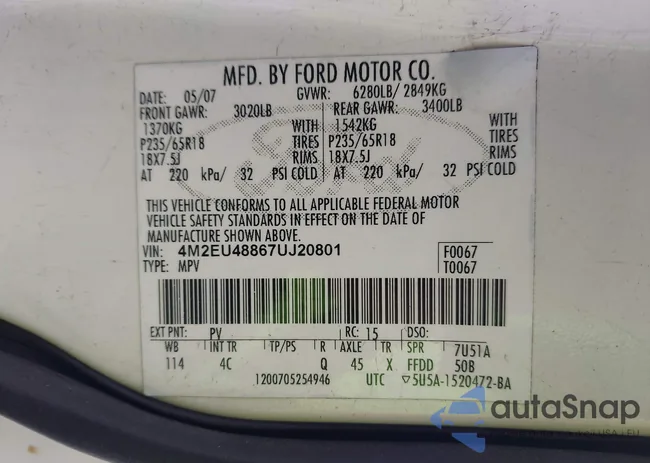 MFD. BY FORD MOTOR CO.
DATE: 05/07 GVWR: 6280LB/ 2849KG
FRONT GAWR: 3020LB REAR GAWR: 3400LB
1370KG WITH 1542KG WITH
P235/65R18 TIRES P235/65R18 TIRES
18X7.5J RIMS 18X7.5J RIMS
AT 220 kPa/ 32 PSI COLD AT 220 kPa/ 32 PSI COLD
THIS VEHICLE CONFORMS TO ALL APPLICABLE FEDERAL MOTOR
VEHICLE SAFETY STANDARDS IN EFFECT ON THE DATE OF
MANUFACTURE SHOWN ABOVE.
VIN: 4M2EU48867UJ20801 F0067
TYPE: MPV T0067
EXT PNT: PV RC: 15 DSO:
WB INT TR TP/PS R AXLE TR SPR 7U51A
114 4C Q 45 X FFDD 50B
1200705254946 UTC ▽5U5A-1520472-BA
Ford
autoSnap